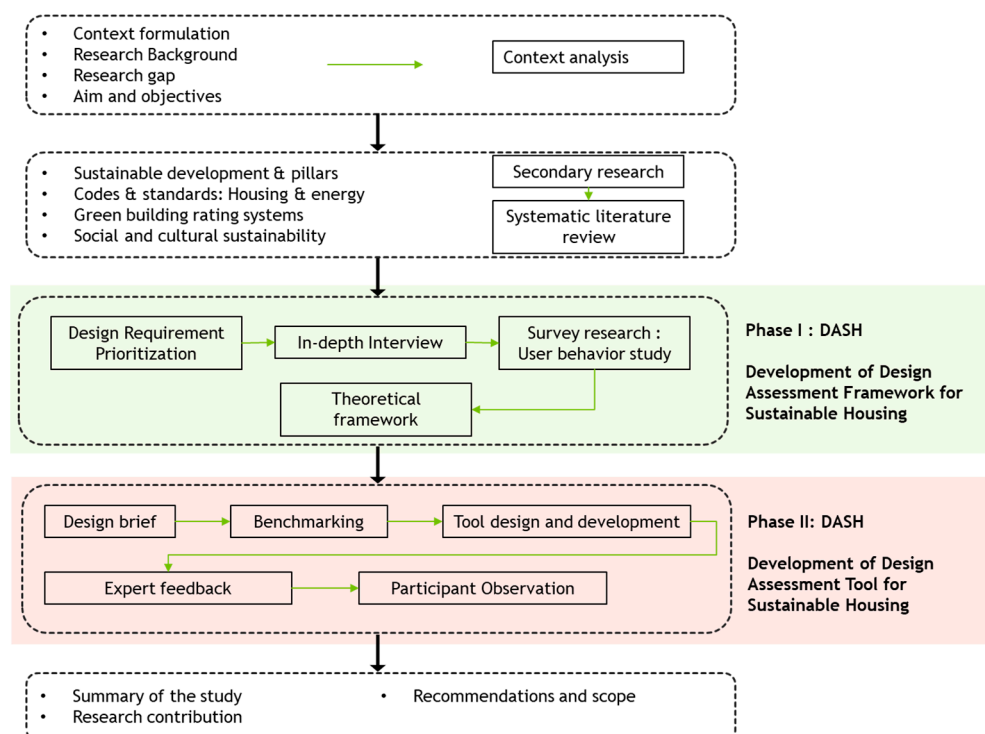 • Context formulation
• Research Background
• Research gap
• Aim and objectives
Context analysis
• Sustainable development & pillars
• Codes & standards: Housing & energy
• Green building rating systems
• Social and cultural sustainability
Secondary research
Systematic literature
review
Design Requirement
Prioritization
In-depth Interview
Survey research :
User behavior study
Theoretical
framework
Phase I : DASH
Development of Design
Assessment Framework for
Sustainable Housing
Design brief
Benchmarking
Tool design and development
Expert feedback
Participant Observation
Phase II: DASH
Development of Design
Assessment Tool for
Sustainable Housing
• Summary of the study
• Research contribution
• Recommendations and scope